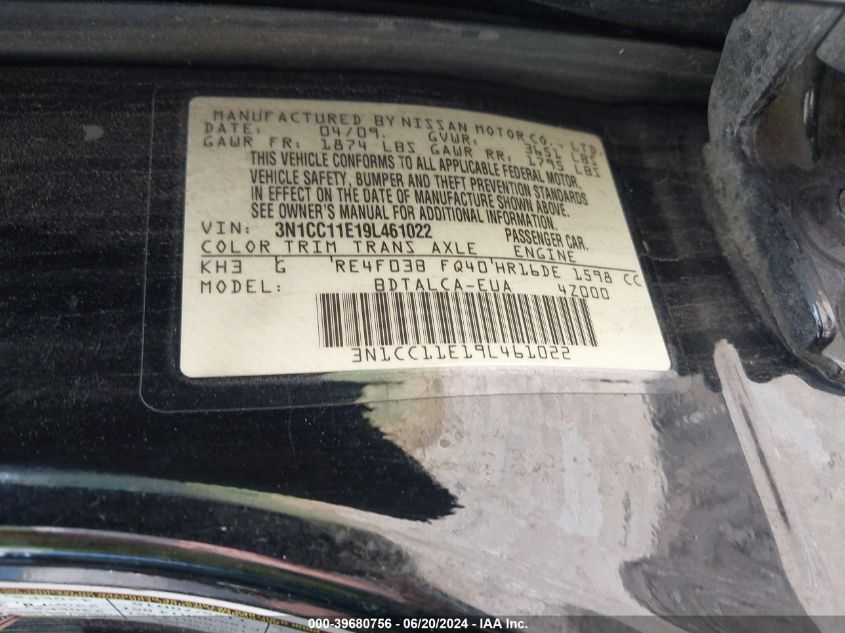 MANUFACTURED BY NISSAN MOTOR CO., LTD
DATE: 04/09. GVWR: LBS
GAWR FR: 1874 LBS GAWR RR: LBS
THIS VEHICLE CONFORMS TO ALL APPLICABLE FEDERAL MOTOR
VEHICLE SAFETY, BUMPER AND THEFT PREVENTION STANDARDS
IN EFFECT ON THE DATE OF MANUFACTURE SHOWN ABOVE.
SEE OWNER'S MANUAL FOR ADDITIONAL INFORMATION.
VIN: 3N1CC11E19L461022 PASSENGER CAR.
COLOR TRIM TRANS AXLE ENGINE
KH3 G 'RE4F03B FQ40'HR16DE 1598 CC
MODEL: BDTALCA-EUA 4Z000
3N1CC11E19L461022
000-39680756 - 06/20/2024 - IAA Inc.